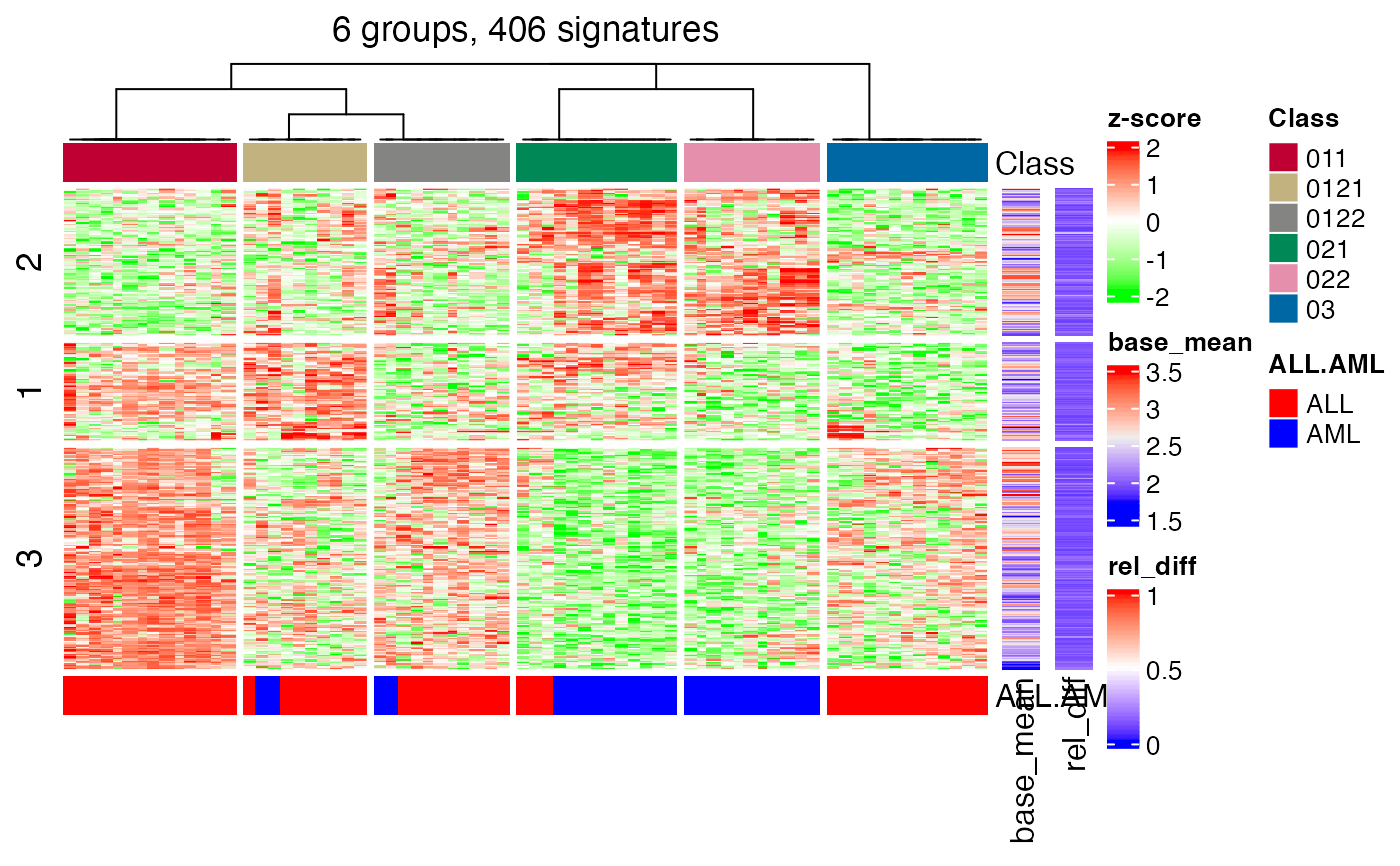 6 groups, 406 signatures
Class
2
1
3
ALL.AM
base_mean
rel_diff
z-score
2
1
0
-1
-2
base_mean
3.5
3
2.5
2
1.5
rel_diff
1
0.5
0
Class
011
0121
0122
021
022
03
ALL.AML
ALL
AML